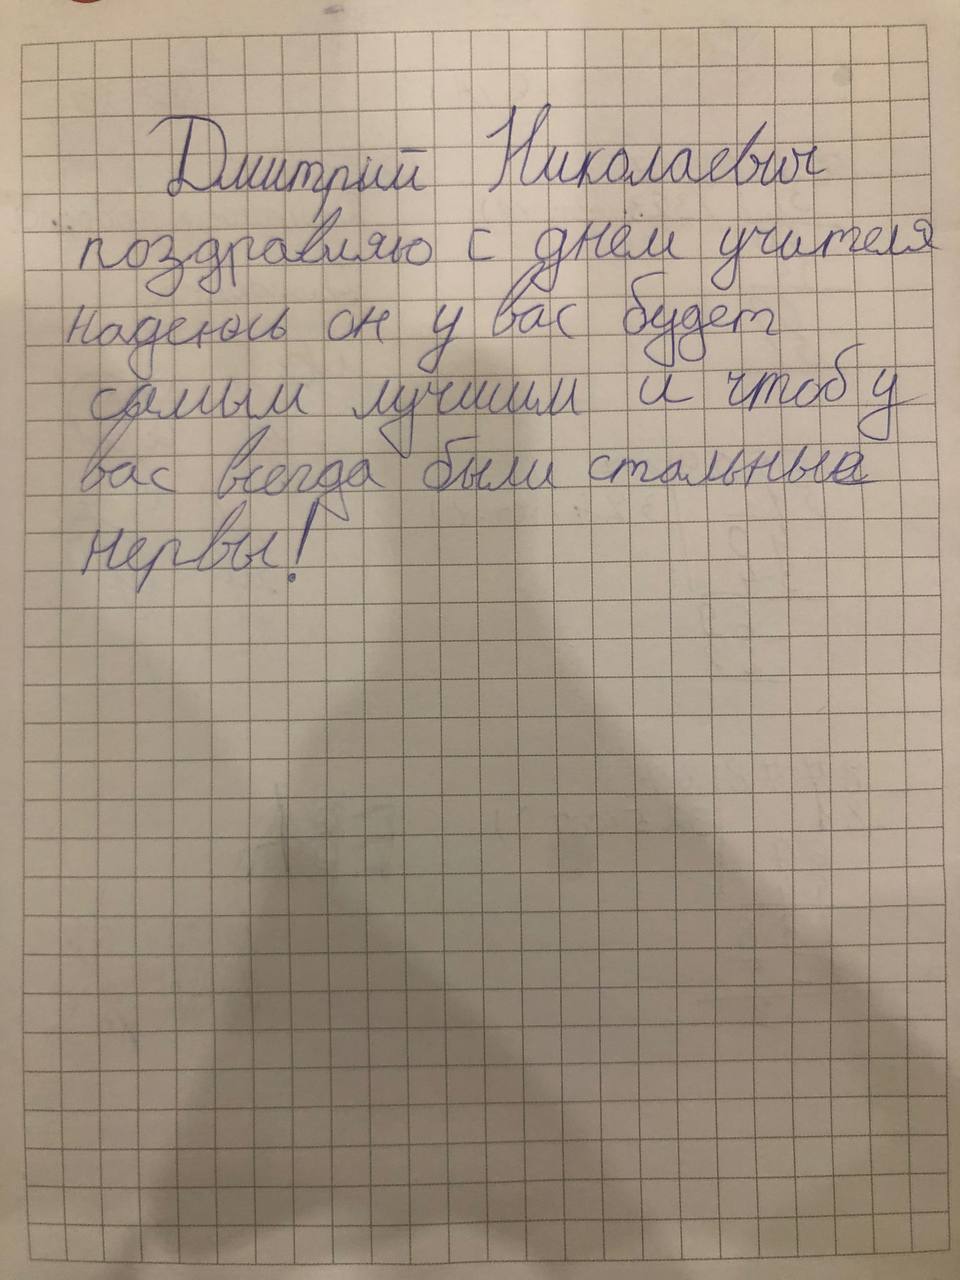 Дмитрий Николаевич
поздравляю с днём учителя
надеюсь он у вас будет
самым лучшим и чтоб у
вас всегда были стальные
нервы!